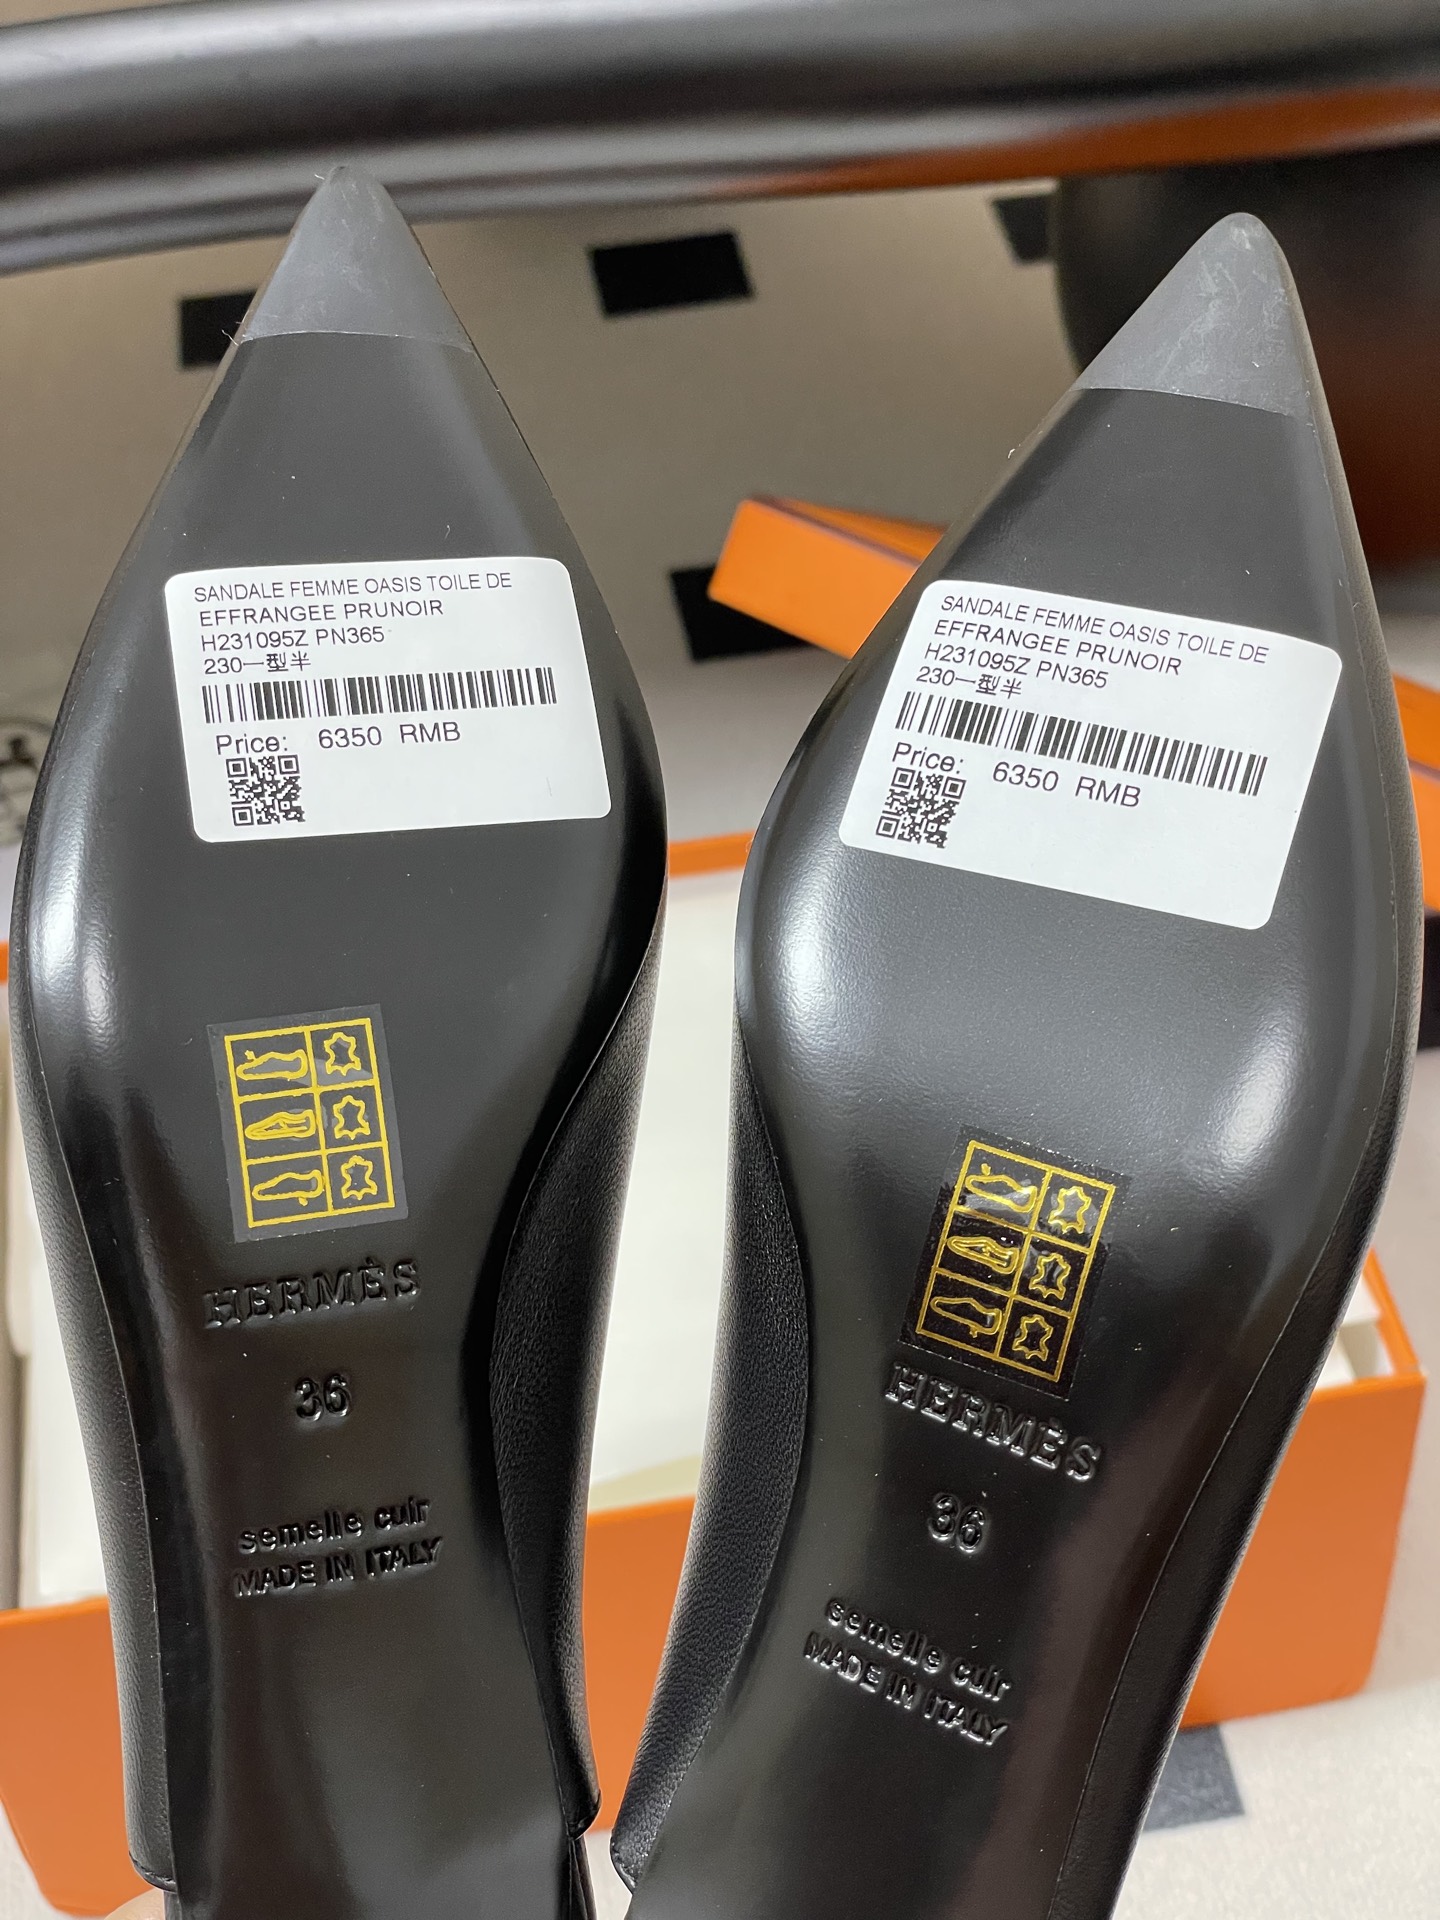 SANDALE FEMME OASIS TOILE DE
EFFRANGEE PRUNOIR
H231095Z PN365
230一型半
Price: 6350 RMB
HERMÈS
36
semelle cuir
MADE IN ITALY
SANDALE FEMME OASIS TOILE DE
EFFRANGEE PRUNOIR
H231095Z PN365
230一型半
Price: 6350 RMB
HERMÈS
36
semelle cuir
MADE IN ITALY